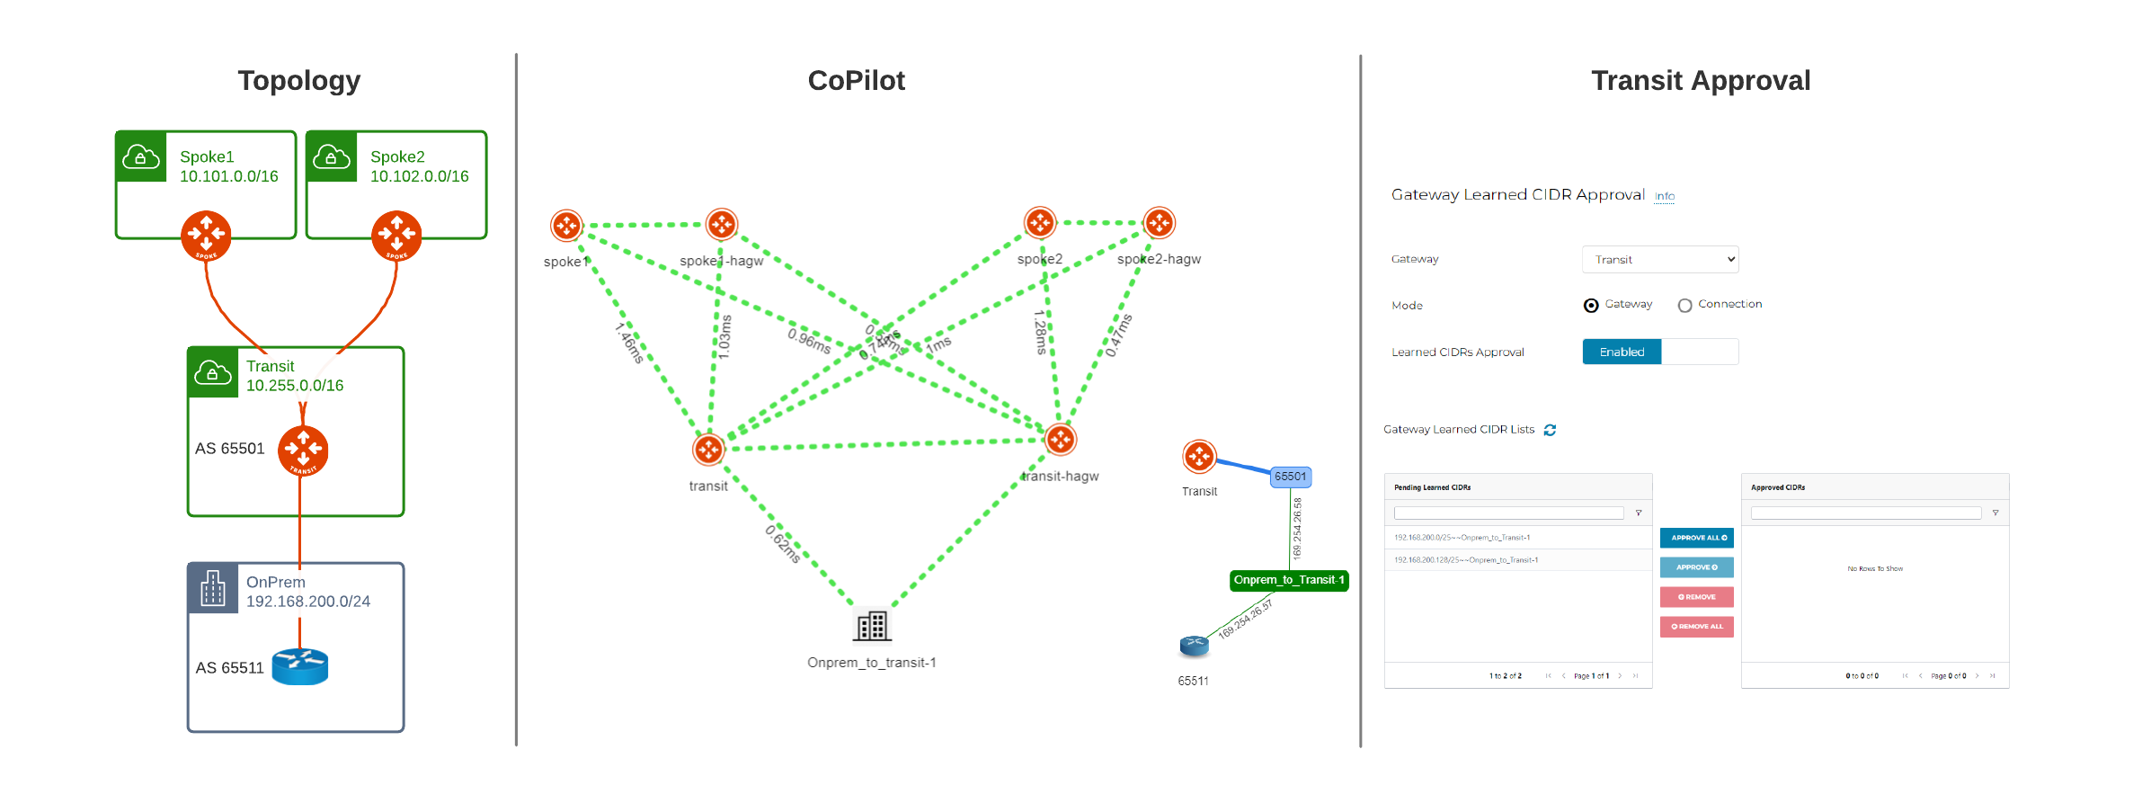 Topology
Spoke1
10.101.0.0/16
SPOKE
Spoke2
10.102.0.0/16
SPOKE
Transit
10.255.0.0/16
AS 65501
TRANSIT
OnPrem
192.168.200.0/24
AS 65511
CoPilot
spoke1
spoke1-hagw
spoke2
spoke2-hagw
1.46ms
1.03ms
0.96ms
0.74ms
1ms
1.28ms
0.47ms
transit
transit-hagw
0.62ms
Onprem_to_transit-1
Transit
65501
169.254.26.58
Onprem_to_Transit-1
169.254.26.57
65511
Transit Approval
Gateway Learned CIDR Approval Info
Gateway
Transit
Mode
Gateway
Connection
Learned CIDRs Approval
Enabled
Gateway Learned CIDR Lists
Pending Learned CIDRs
192.168.200.0/25~~Onprem_to_Transit-1
192.168.200.128/25~~Onprem_to_Transit-1
1 to 2 of 2
Page 1 of 1
APPROVE ALL
APPROVE
REMOVE
REMOVE ALL
Approved CIDRs
No Rows To Show
0 to 0 of 0
Page 0 of 0